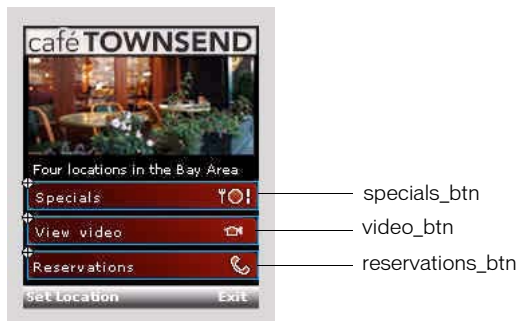 café TOWNSEND
Four locations in the Bay Area
Specials
specials_btn
View video
video_btn
Reservations
reservations_btn
Set Location Exit